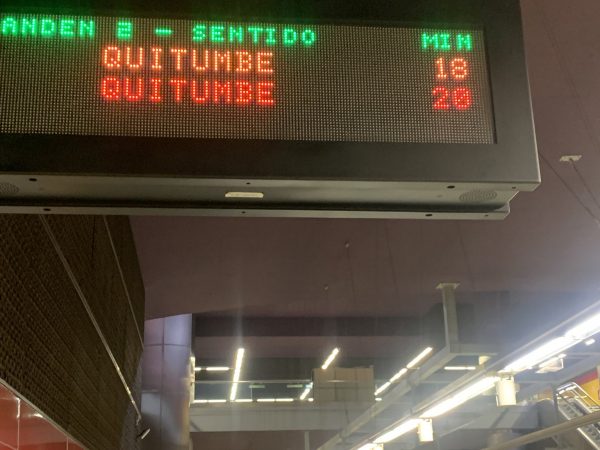 ANDEN 2 - SENTIDO MIN
QUITUMBE 18
QUITUMBE 20